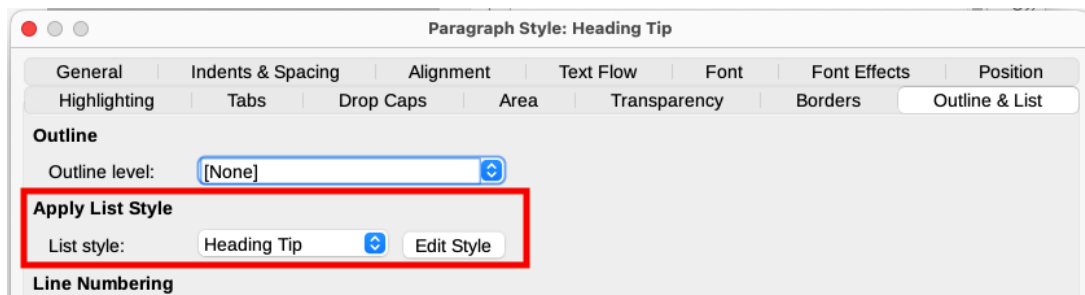 Paragraph Style: Heading Tip
General Indents & Spacing Alignment Text Flow Font Font Effects Position
Highlighting Tabs Drop Caps Area Transparency Borders Outline & List
Outline
Outline level: [None]
Apply List Style
List style: Heading Tip Edit Style
Line Numbering